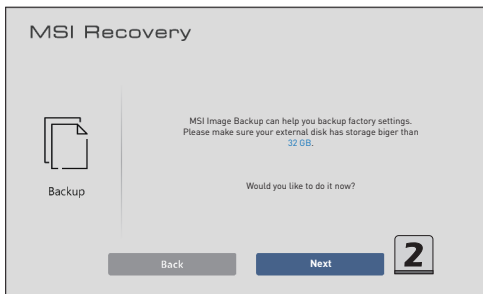 MSI Recovery
MSI Image Backup can help you backup factory settings.
Please make sure your external disk has storage biger than
32 GB.
Backup
Would you like to do it now?
Back
Next
2